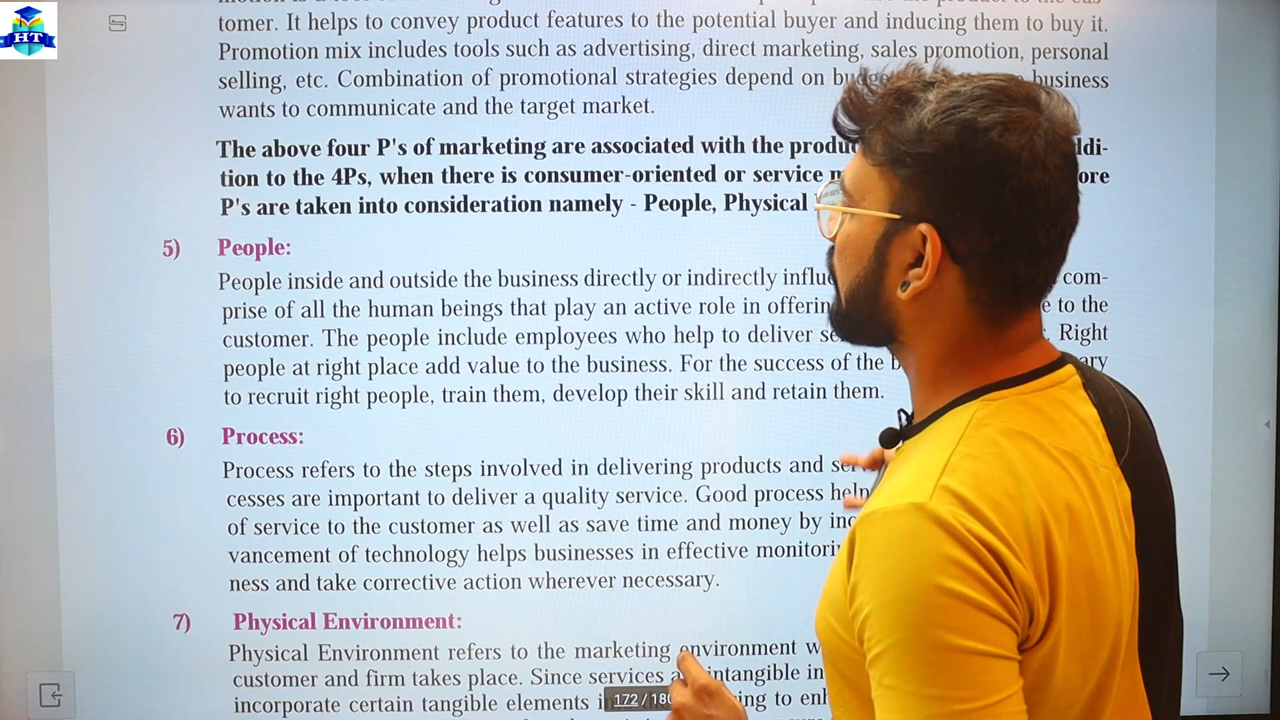 HT
tomer. It helps to convey product features to the potential buyer and inducing them to buy it.
Promotion mix includes tools such as advertising, direct marketing, sales promotion, personal
selling, etc. Combination of promotional strategies depend on business
wants to communicate and the target market.
The above four P's of marketing are associated with the ddi-
tion to the 4Ps, when there is consumer-oriented or service ore
P's are taken into consideration namely - People, Physical
5) People:
People inside and outside the business directly or indirectly com-
prise of all the human beings that play an active role in to the
customer. The people include employees who help to deliver Right
people at right place add value to the business. For the success of the
to recruit right people, train them, develop their skill and retain them.
6) Process:
Process refers to the steps involved in delivering products and
cesses are important to deliver a quality service. Good process
of service to the customer as well as save time and money by
vancement of technology helps businesses in effective
ness and take corrective action wherever necessary.
7) Physical Environment:
Physical Environment refers to the marketing environment
customer and firm takes place. Since services intangible in
incorporate certain tangible elements
172 / 180